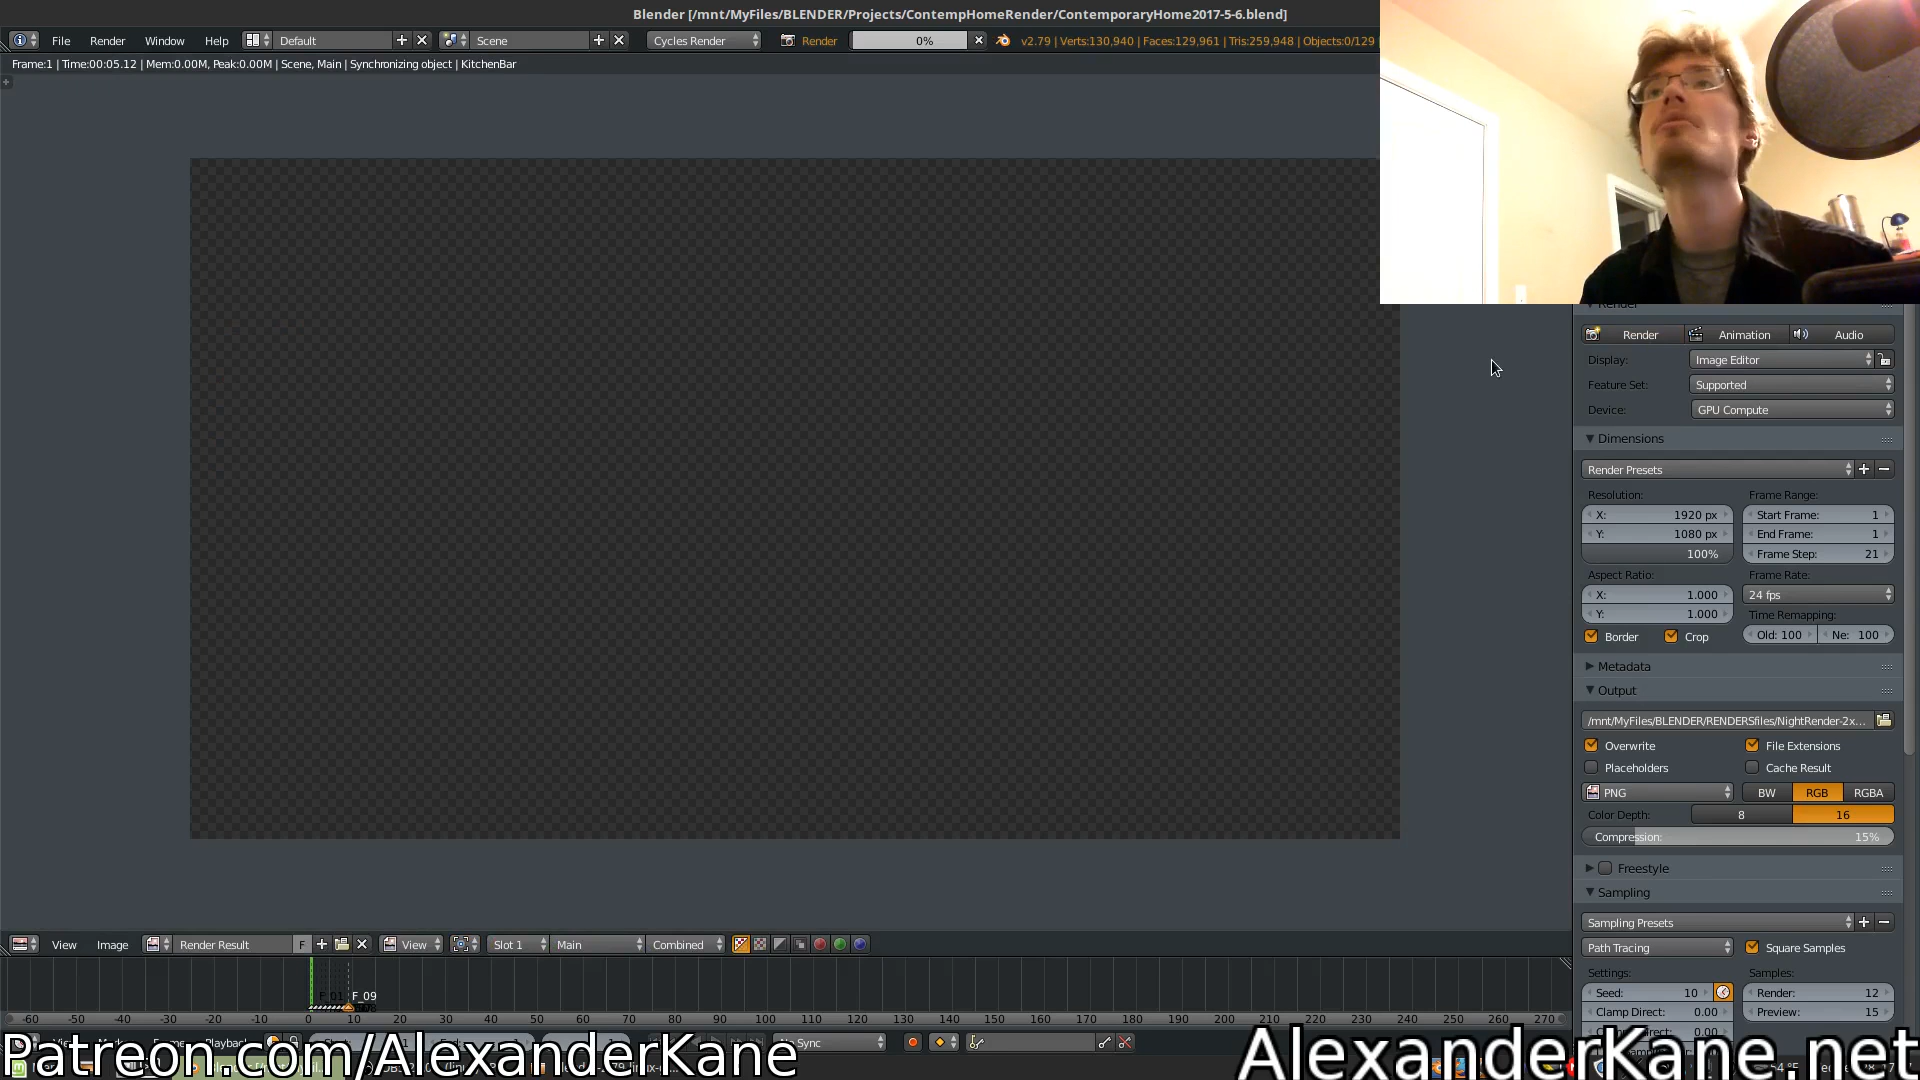 Blender [/mnt/MyFiles/BLENDER/Projects/ContempHomeRender/ContemporaryHome2017-5-6.blend]
File Render Window Help Default Scene Cycles Render Render 0% v2.79 | Verts:130,940 | Faces:129,961 | Tris:259,948 | Objects:0/129
Frame:1 | Time:00:05.12 | Mem:0.00M, Peak:0.00M | Scene, Main | Synchronizing object | KitchenBar
Render
Render Animation Audio
Display: Image Editor
Feature Set: Supported
Device: GPU Compute
Dimensions
Render Presets
Resolution: Frame Range:
X: 1920 px Start Frame: 1
Y: 1080 px End Frame: 1
100% Frame Step: 21
Aspect Ratio: Frame Rate:
X: 1.000 24 fps
Y: 1.000 Time Remapping:
Border Crop Old: 100 Ne: 100
Metadata
Output
/mnt/MyFiles/BLENDER/RENDERSfiles/NightRender-2x...
Overwrite File Extensions
Placeholders Cache Result
PNG BW RGB RGBA
Color Depth: 8 16
Compression: 15%
Freestyle
Sampling
Sampling Presets
Path Tracing Square Samples
Settings: Samples:
Seed: 10 Render: 12
Clamp Direct: 0.00 Preview: 15
0.00
View Image Render Result F View Slot 1 Main Combined
F_01 F_09
-60 -50 -40 -30 -20 -10 0 10 20 30 40 50 60 70 80 90 100 110 120 130 140 150 160 170 180 190 200 210 220 230 240 250 260 270
No Sync
Patreon.com/AlexanderKane
AlexanderKane.net